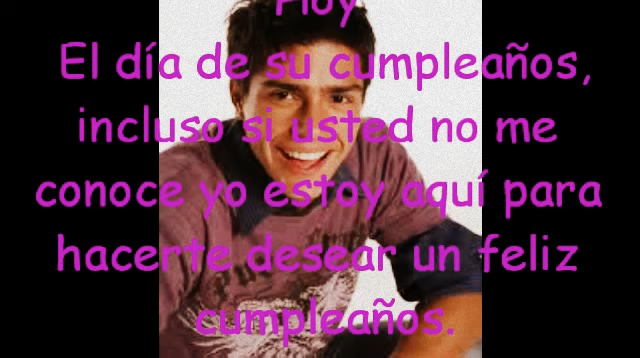 Hoy
El día de su cumpleaños,
incluso si usted no me
conoce yo estoy aquí para
hacerte desear un feliz
cumpleaños.